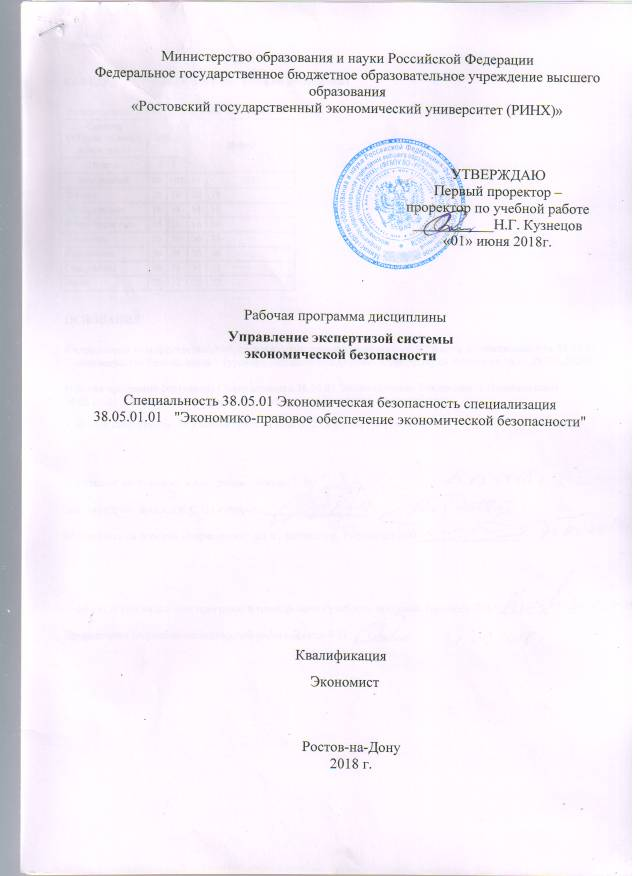 Министерство образования и науки Российской Федерации
Федеральное государственное бюджетное образовательное учреждение высшего
образования
«Ростовский государственный экономический университет (РИНХ)»
УТВЕРЖДАЮ
Первый проректор –
проректор по учебной работе
___________Н.Г. Кузнецов
«01» июня 2018г.
Рабочая программа дисциплины
Управление экспертизой системы
экономической безопасности
Специальность 38.05.01 Экономическая безопасность специализация
38.05.01.01 "Экономико-правовое обеспечение экономической безопасности"
Квалификация
Экономист
Ростов-на-Дону
2018 г.